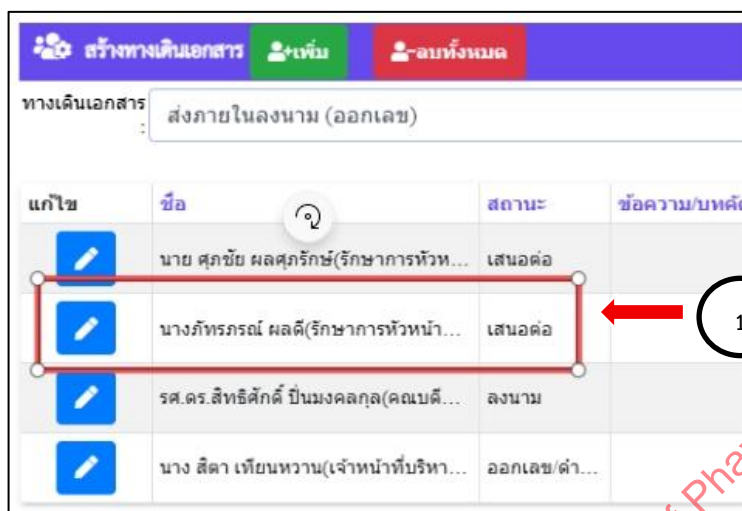 สร้างทางเดินเอกสาร +เพิ่ม -ลบทั้งหมด
ทางเดินเอกสาร : ส่งภายในลงนาม (ออกเลข)
แก้ไข ชื่อ สถานะ ข้อความ/บทคัด
นาย ศุภชัย ผลศุภรักษ์(รักษาการหัวห... เสนอต่อ
นางภัทรภรณ์ ผลดี(รักษาการหัวหน้า... เสนอต่อ
1
รศ.ดร.สิทธิศักดิ์ ปิ่นมงคลกุล(คณบดี... ลงนาม
นาง สิตา เทียนหวาน(เจ้าหน้าที่บริหา... ออกเลข/ดำ...